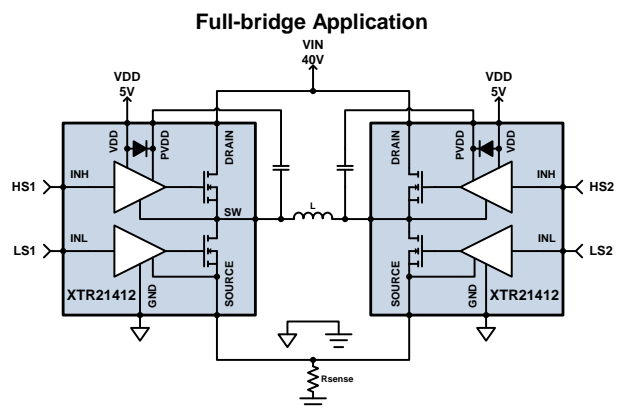 Full-bridge Application
VIN
40V
VDD
5V
VDD
5V
VDD
PVDD
DRAIN
DRAIN
PVDD
VDD
HS1
INH
INH
HS2
SW
L
LS1
INL
INL
LS2
XTR21412
GND
SOURCE
SOURCE
GND
XTR21412
Rsense